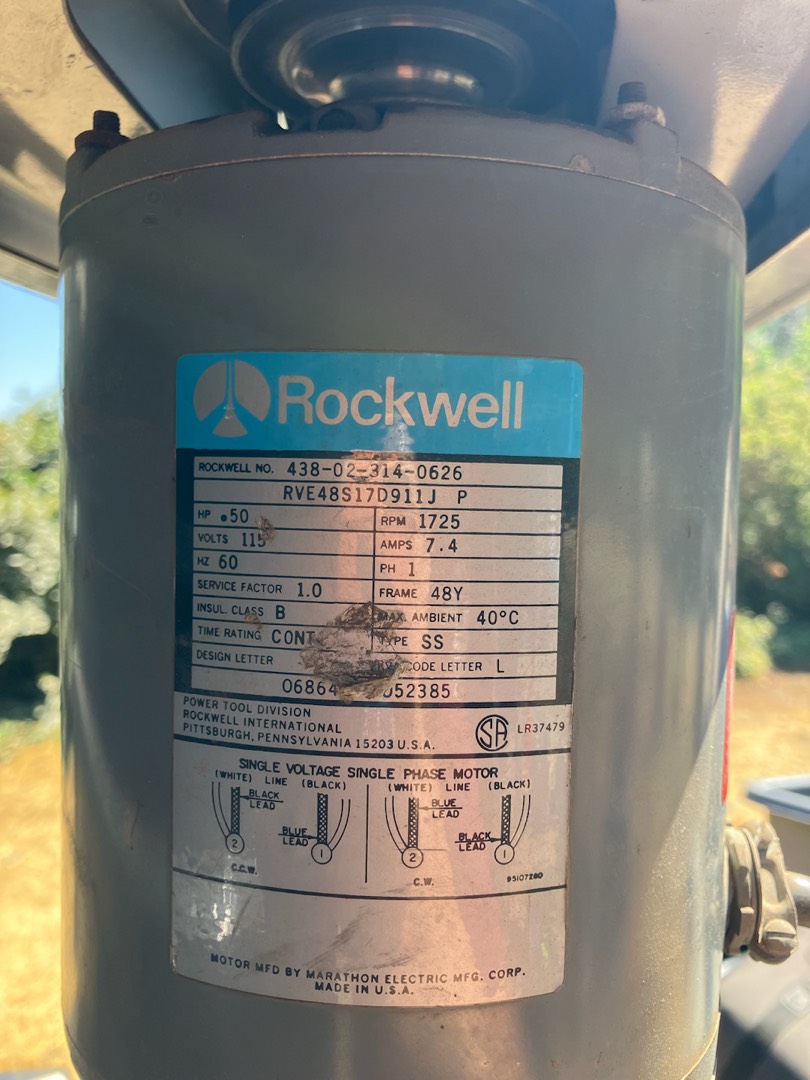 Rockwell
ROCKWELL NO. 438-02-314-0626
RVE48S17D911J P
HP .50 RPM 1725
VOLTS 115 AMPS 7.4
HZ 60 PH 1
SERVICE FACTOR 1.0 FRAME 48Y
INSUL. CLASS B MAX. AMBIENT 40°C
TIME RATING CONT TYPE SS
DESIGN LETTER CODE LETTER L
POWER TOOL DIVISION
ROCKWELL INTERNATIONAL
PITTSBURGH, PENNSYLVANIA 15203 U.S.A.
SA LR37479
SINGLE VOLTAGE SINGLE PHASE MOTOR
(WHITE) LINE (BLACK) (WHITE) LINE (BLACK)
BLACK LEAD BLUE LEAD
BLUE LEAD BLACK LEAD
2 1 2 1
C.C.W. C.W. 95107280
MOTOR MFD BY MARATHON ELECTRIC MFG. CORP.
MADE IN U.S.A.